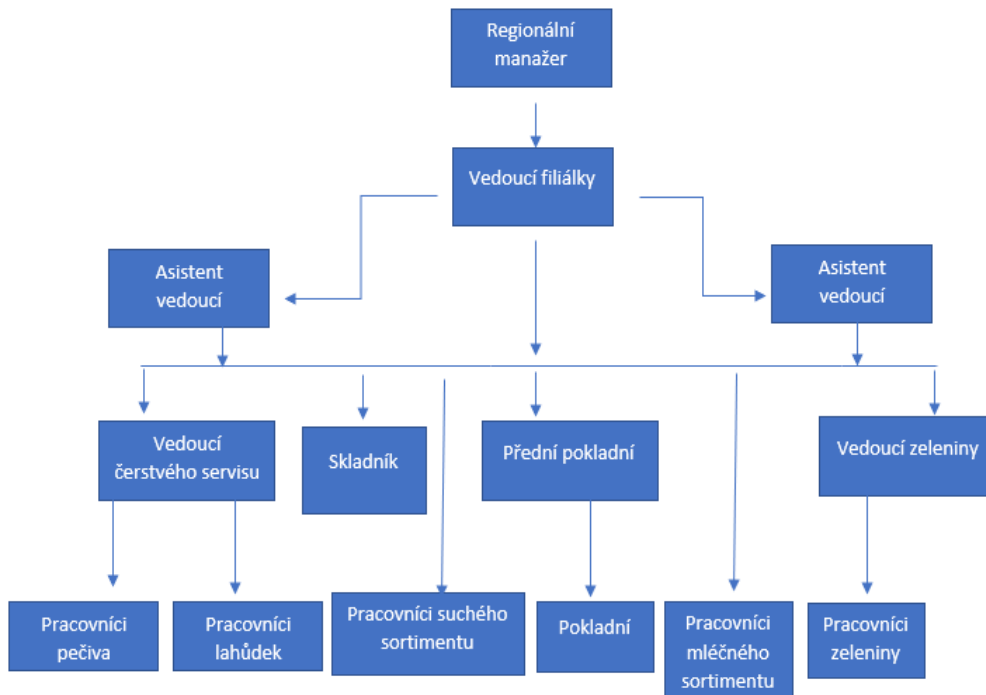 Regionální
manažer
Vedoucí filiálky
Asistent
vedoucí
Asistent
vedoucí
Vedoucí
čerstvého servisu
Skladník
Přední pokladní
Vedoucí zeleniny
Pracovníci
pečiva
Pracovníci
lahůdek
Pracovníci suchého
sortimentu
Pokladní
Pracovníci
mléčného
sortimentu
Pracovníci
zeleniny